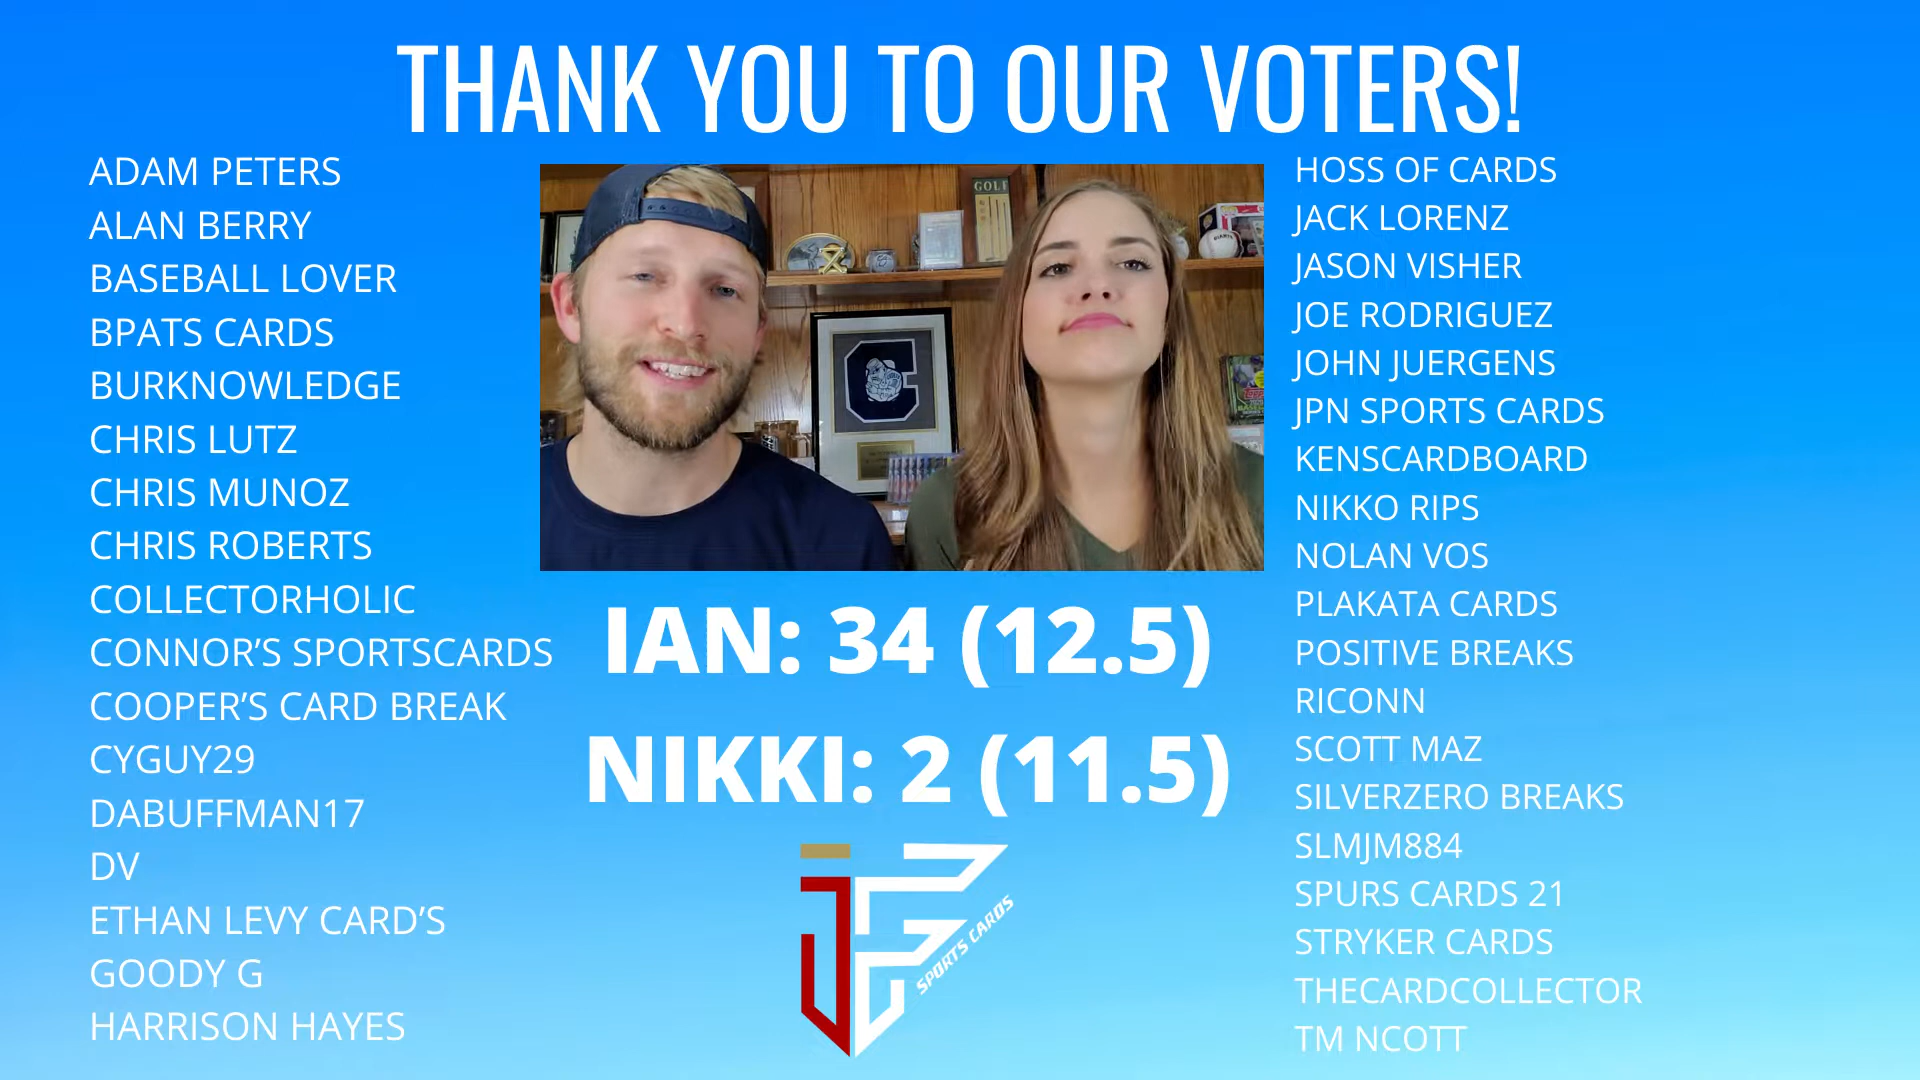 THANK YOU TO OUR VOTERS!
ADAM PETERS
ALAN BERRY
BASEBALL LOVER
BPATS CARDS
BURKNOWLEDGE
CHRIS LUTZ
CHRIS MUNOZ
CHRIS ROBERTS
COLLECTORHOLIC
CONNOR’S SPORTSCARDS
COOPER’S CARD BREAK
CYGUY29
DABUFFMAN17
DV
ETHAN LEVY CARD’S
GOODY G
HARRISON HAYES
GOLF
GIANTS
IAN: 34 (12.5)
NIKKI: 2 (11.5)
SPORTS CARDS
HOSS OF CARDS
JACK LORENZ
JASON VISHER
JOE RODRIGUEZ
JOHN JUERGENS
JPN SPORTS CARDS
KENSCARDBOARD
NIKKO RIPS
NOLAN VOS
PLAKATA CARDS
POSITIVE BREAKS
RICONN
SCOTT MAZ
SILVERZERO BREAKS
SLMJM884
SPURS CARDS 21
STRYKER CARDS
THECARDCOLLECTOR
TM NCOTT